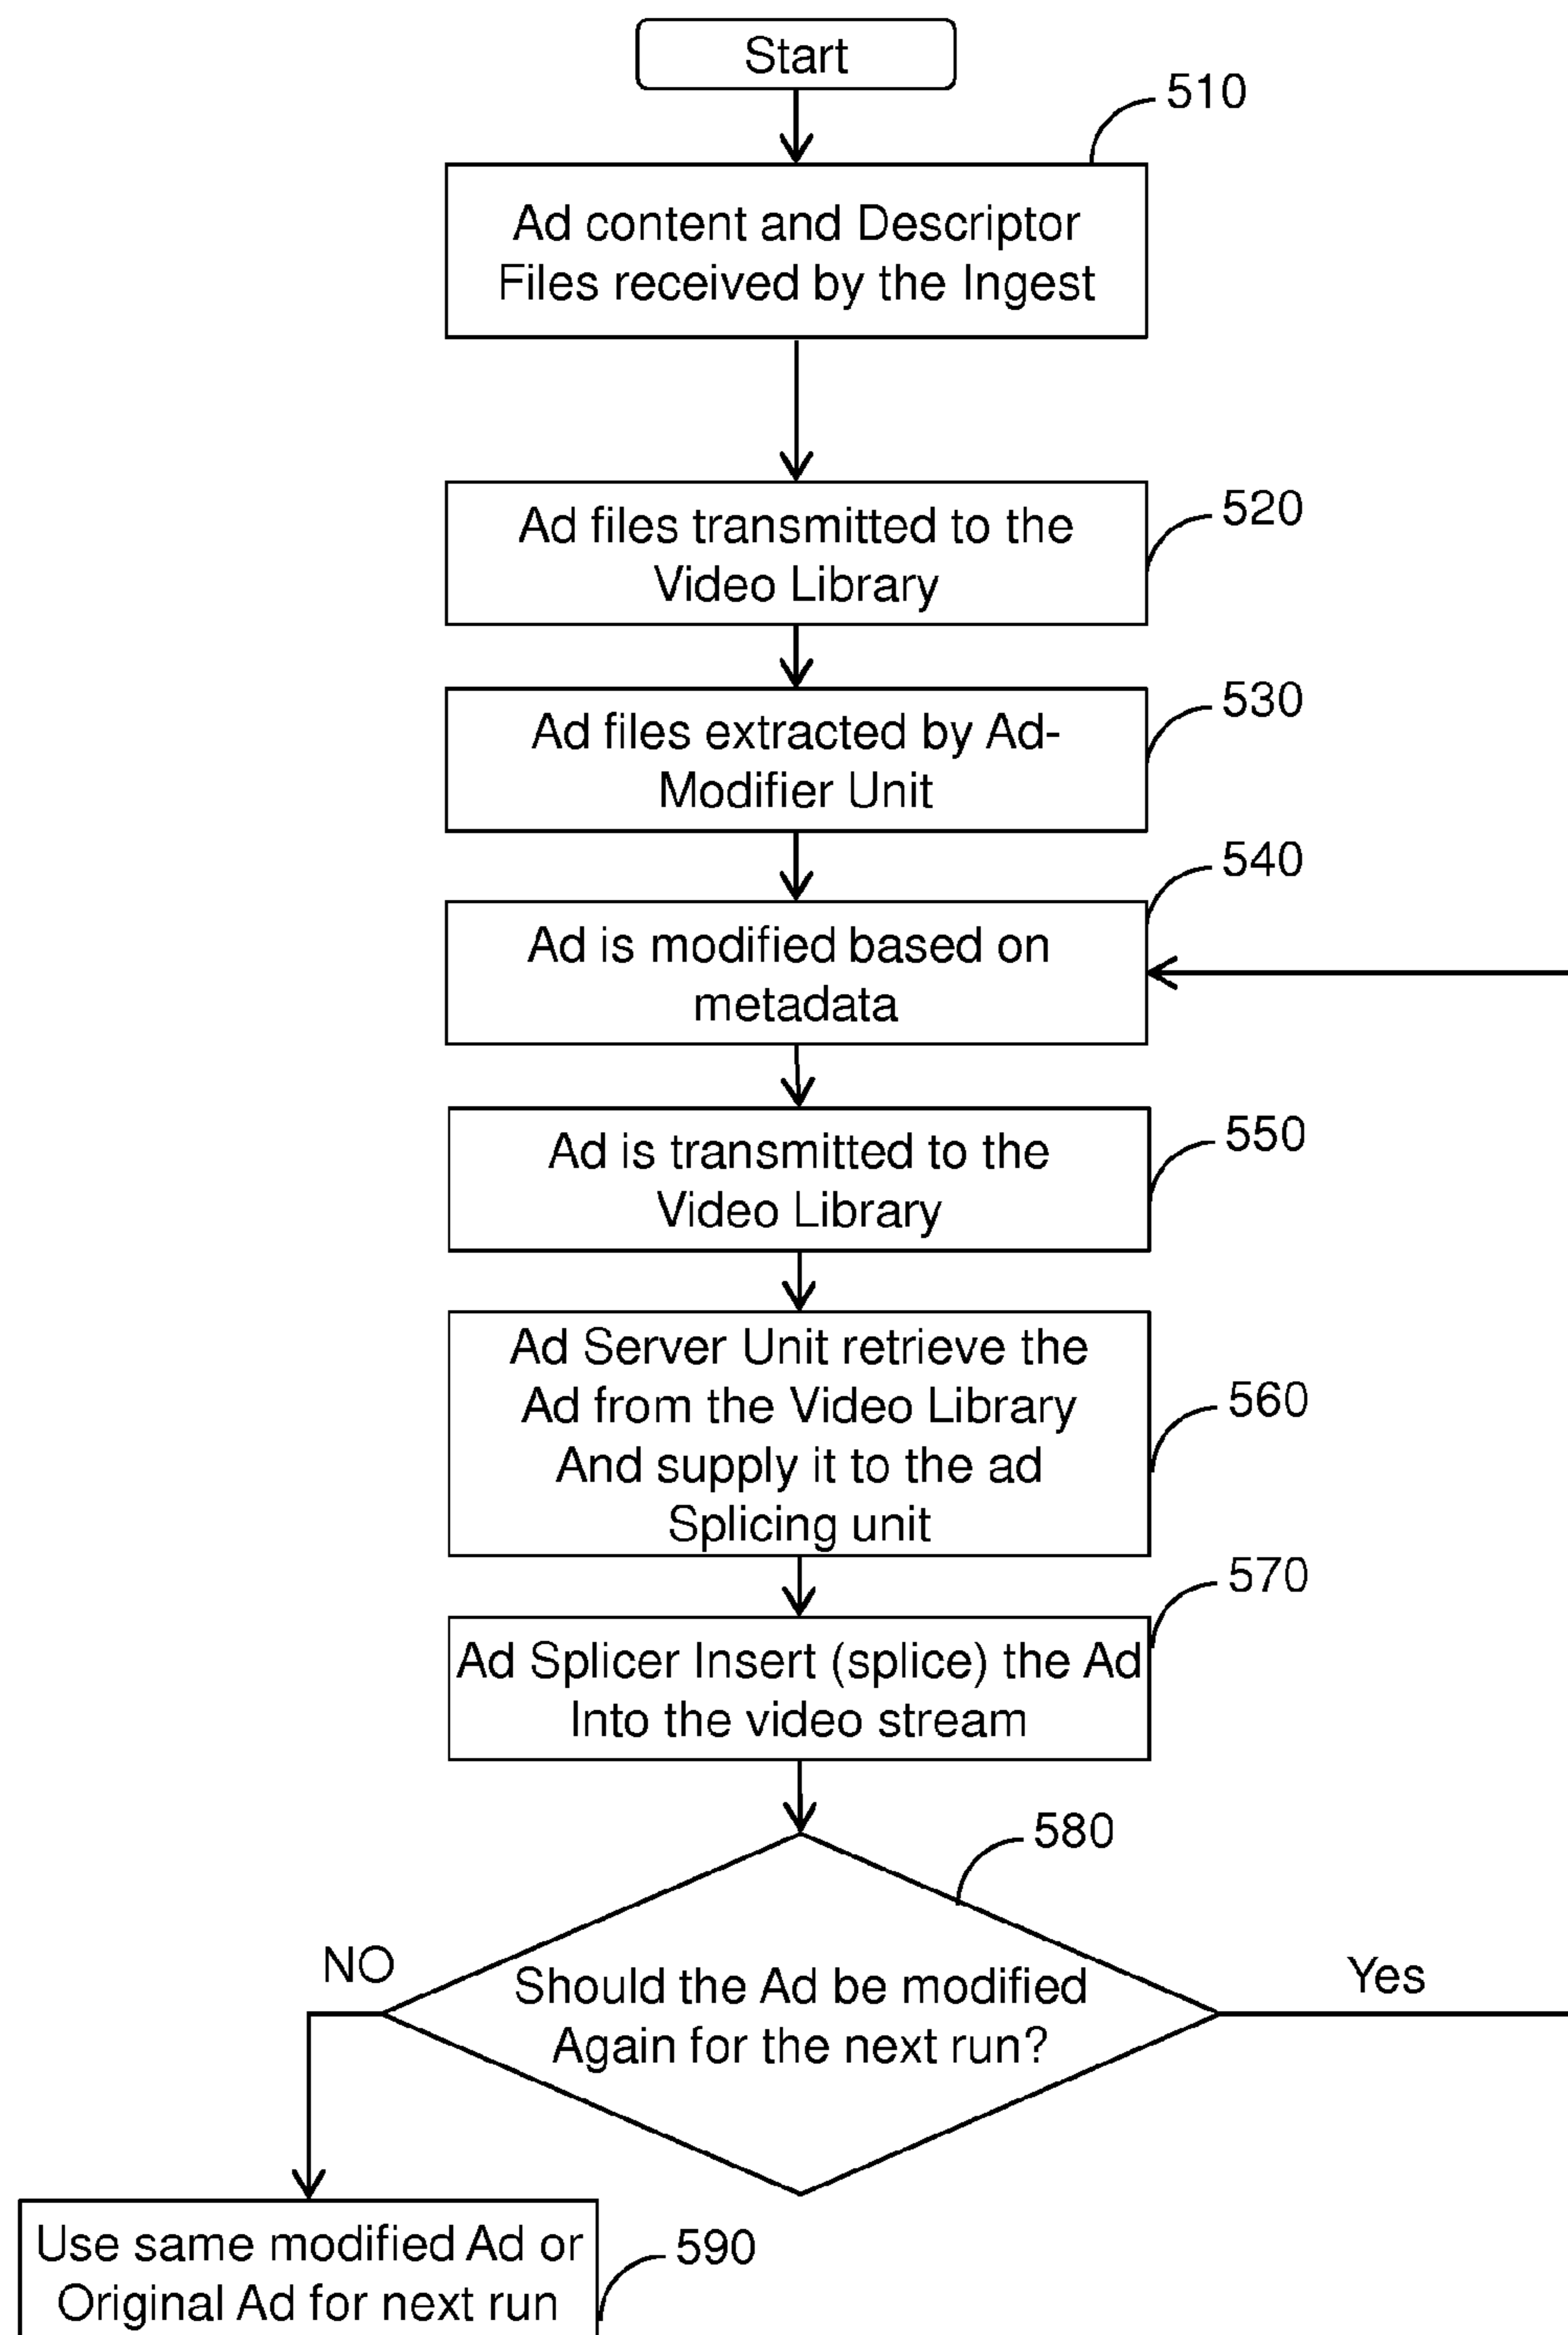 Start
510
Ad content and Descriptor
Files received by the Ingest
520
Ad files transmitted to the
Video Library
530
Ad files extracted by Ad-
Modifier Unit
540
Ad is modified based on
metadata
550
Ad is transmitted to the
Video Library
Ad Server Unit retrieve the
Ad from the Video Library
560
And supply it to the ad
Splicing unit
570
Ad Splicer Insert (splice) the Ad
Into the video stream
580
NO
Yes
Should the Ad be modified
Again for the next run?
Use same modified Ad or
590
Original Ad for next run